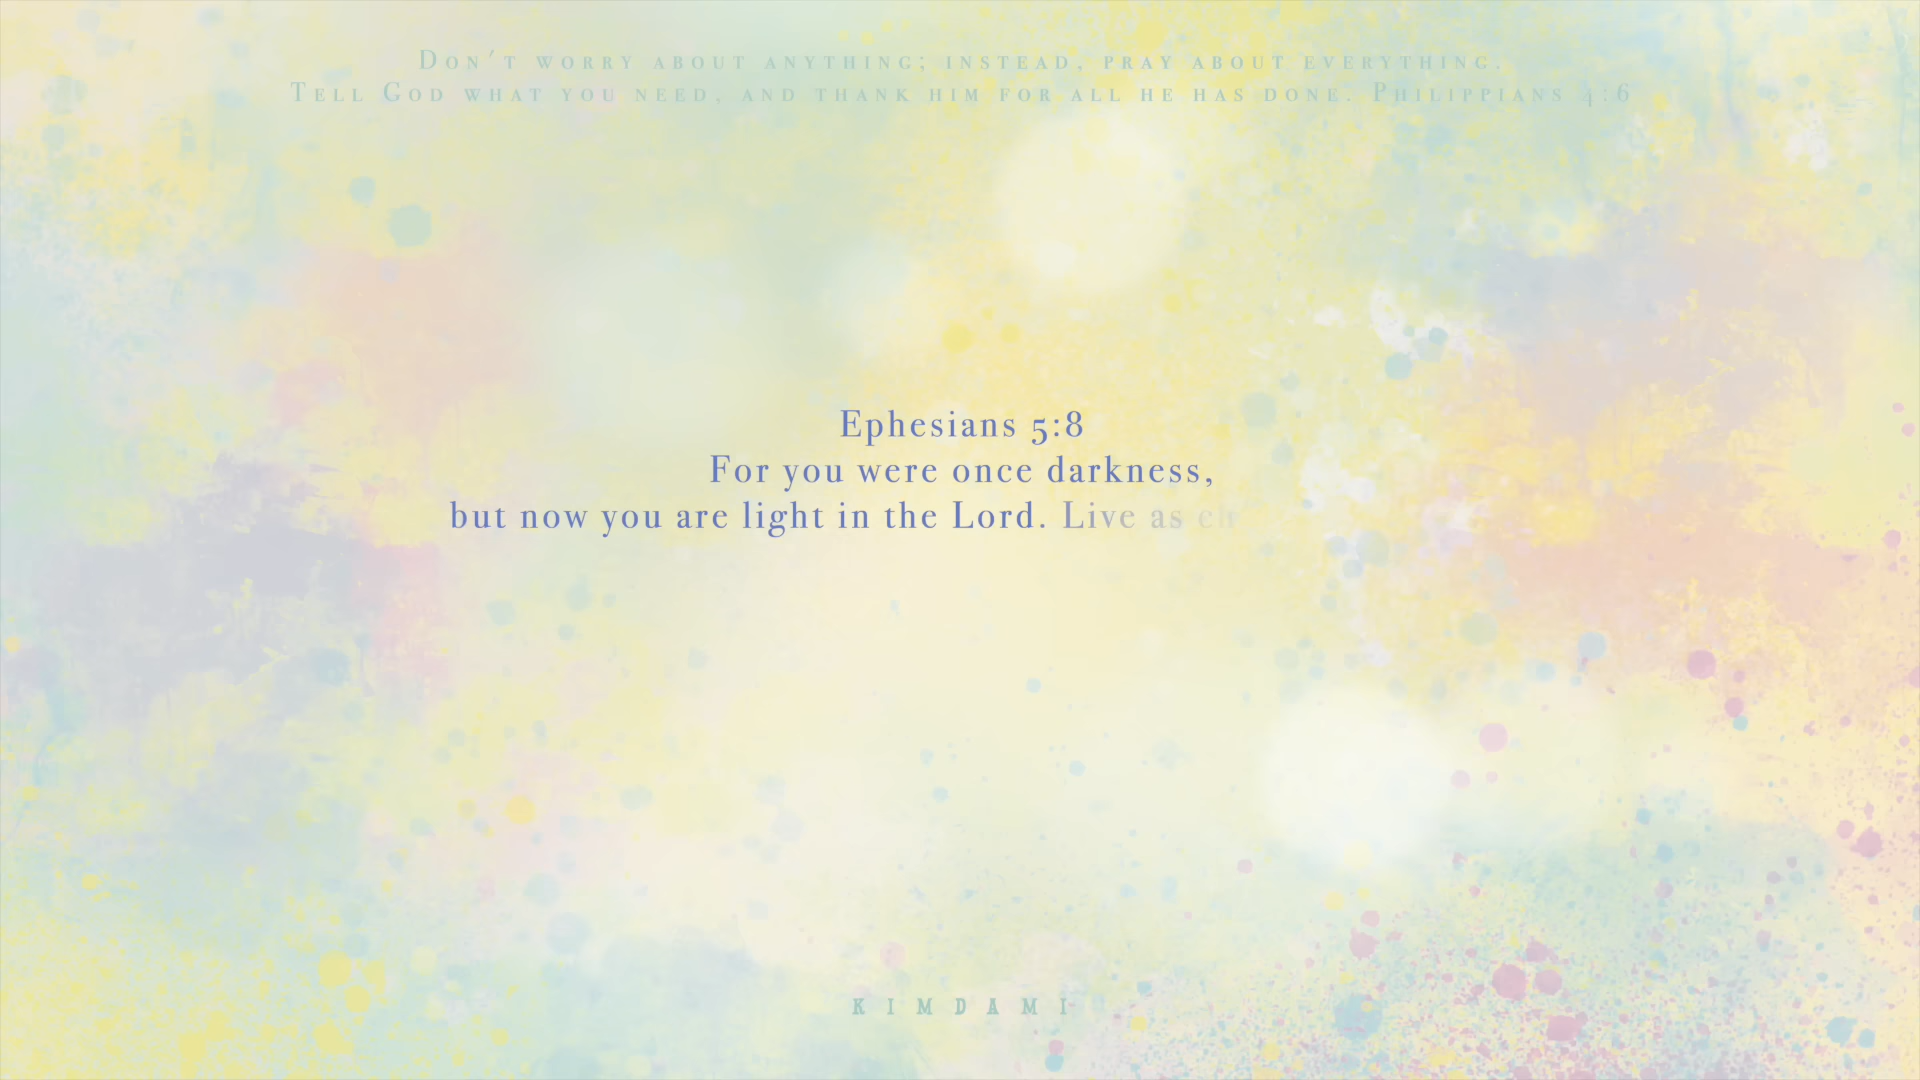 Don't worry about anything; instead, pray about everything.
Tell God what you need, and thank him for all he has done. Philippians 4:6
Ephesians 5:8
For you were once darkness,
but now you are light in the Lord. Live as
KIMDAMI